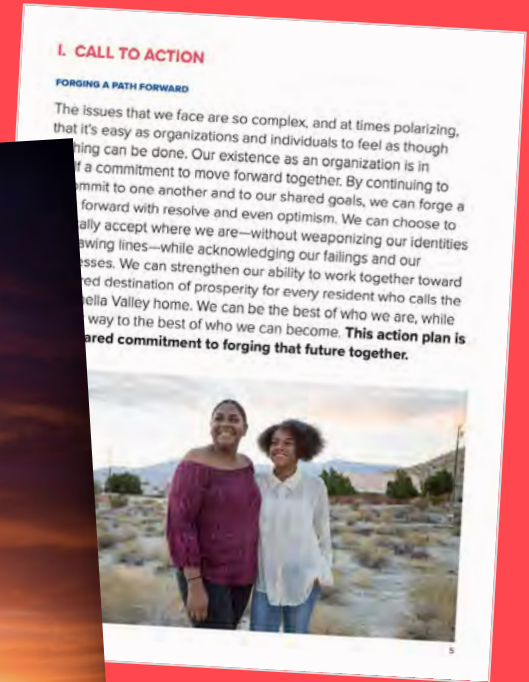 I. CALL TO ACTION
FORGING A PATH FORWARD
The issues that we face are so complex, and at times polarizing,
that it's easy as organizations and individuals to feel as though
hing can be done. Our existence as an organization is in
f a commitment to move forward together. By continuing to
mmit to one another and to our shared goals, we can forge a
forward with resolve and even optimism. We can choose to
ally accept where we are—without weaponizing our identities
awing lines—while acknowledging our failings and our
esses. We can strengthen our ability to work together toward
red destination of prosperity for every resident who calls the
ella Valley home. We can be the best of who we are, while
way to the best of who we can become. This action plan is
ared commitment to forging that future together.
5